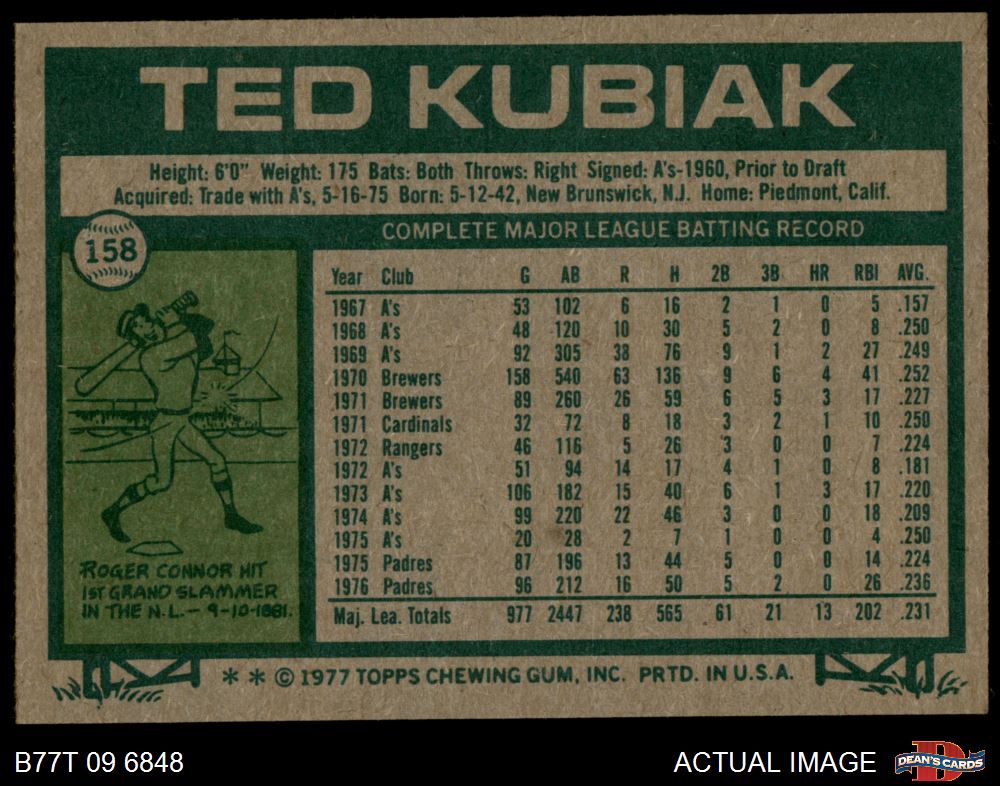 TED KUBIAK
Height: 6'0" Weight: 175 Bats: Both Throws: Right Signed: A's-1960, Prior to Draft
Acquired: Trade with A's, 5-16-75 Born: 5-12-42, New Brunswick, N.J. Home: Piedmont, Calif.
158
COMPLETE MAJOR LEAGUE BATTING RECORD
Year Club G AB R H 2B 3B HR RBI AVG.
1967 A's 53 102 6 16 2 1 0 5 .157
1968 A's 48 120 10 30 5 2 0 8 .250
1969 A's 92 305 38 76 9 1 2 27 .249
1970 Brewers 158 540 63 136 9 6 4 41 .252
1971 Brewers 89 260 26 59 6 5 3 17 .227
1971 Cardinals 32 72 8 18 3 2 1 10 .250
1972 Rangers 46 116 5 26 3 0 0 7 .224
1972 A's 51 94 14 17 4 1 0 8 .181
1973 A's 106 182 15 40 6 1 3 17 .220
1974 A's 99 220 22 46 3 0 0 18 .209
1975 A's 20 28 2 7 1 0 0 4 .250
1975 Padres 87 196 13 44 5 0 0 14 .224
1976 Padres 96 212 16 50 5 2 0 26 .236
Maj. Lea. Totals 977 2447 238 565 61 21 13 202 .231
ROGER CONNOR HIT
1ST GRAND SLAMMER
IN THE N.L. — 9-10-1881.
* * © 1977 TOPPS CHEWING GUM, INC. PRTD. IN U.S.A.
B77T 09 6848
ACTUAL IMAGE
DEAN'S CARDS